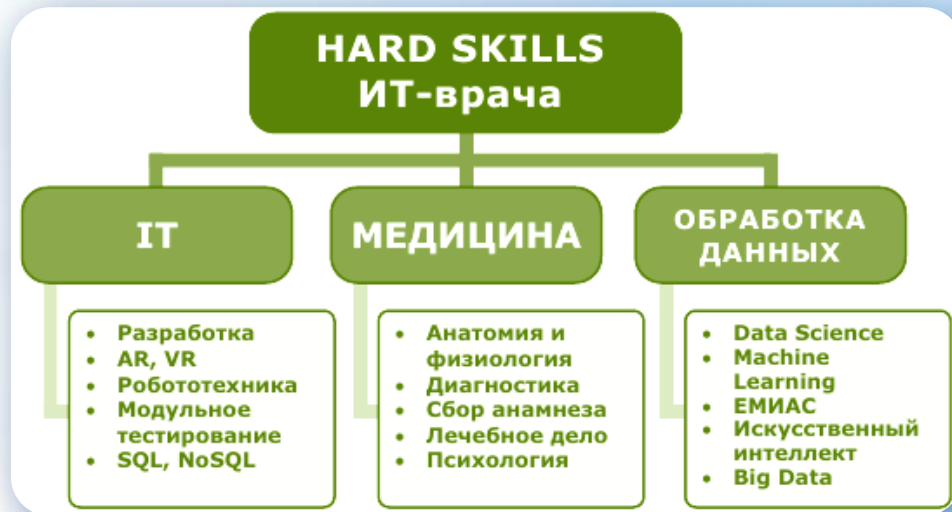 HARD SKILLS
ИТ-врача
IT
МЕДИЦИНА
ОБРАБОТКА
ДАННЫХ
• Разработка
• AR, VR
• Робототехника
• Модульное
тестирование
• SQL, NoSQL
• Анатомия и
физиология
• Диагностика
• Сбор анамнеза
• Лечебное дело
• Психология
• Data Science
• Machine
Learning
• ЕМИАС
• Искусственный
интеллект
• Big Data